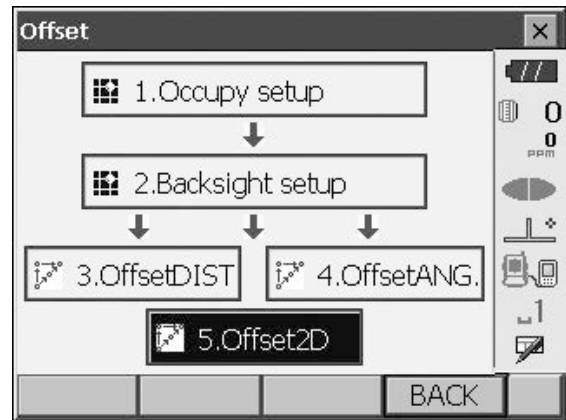 Offset
1.Occupy setup
2.Backsight setup
3.OffsetDIST
4.OffsetANG.
5.Offset2D
BACK
0
0
ppm
1